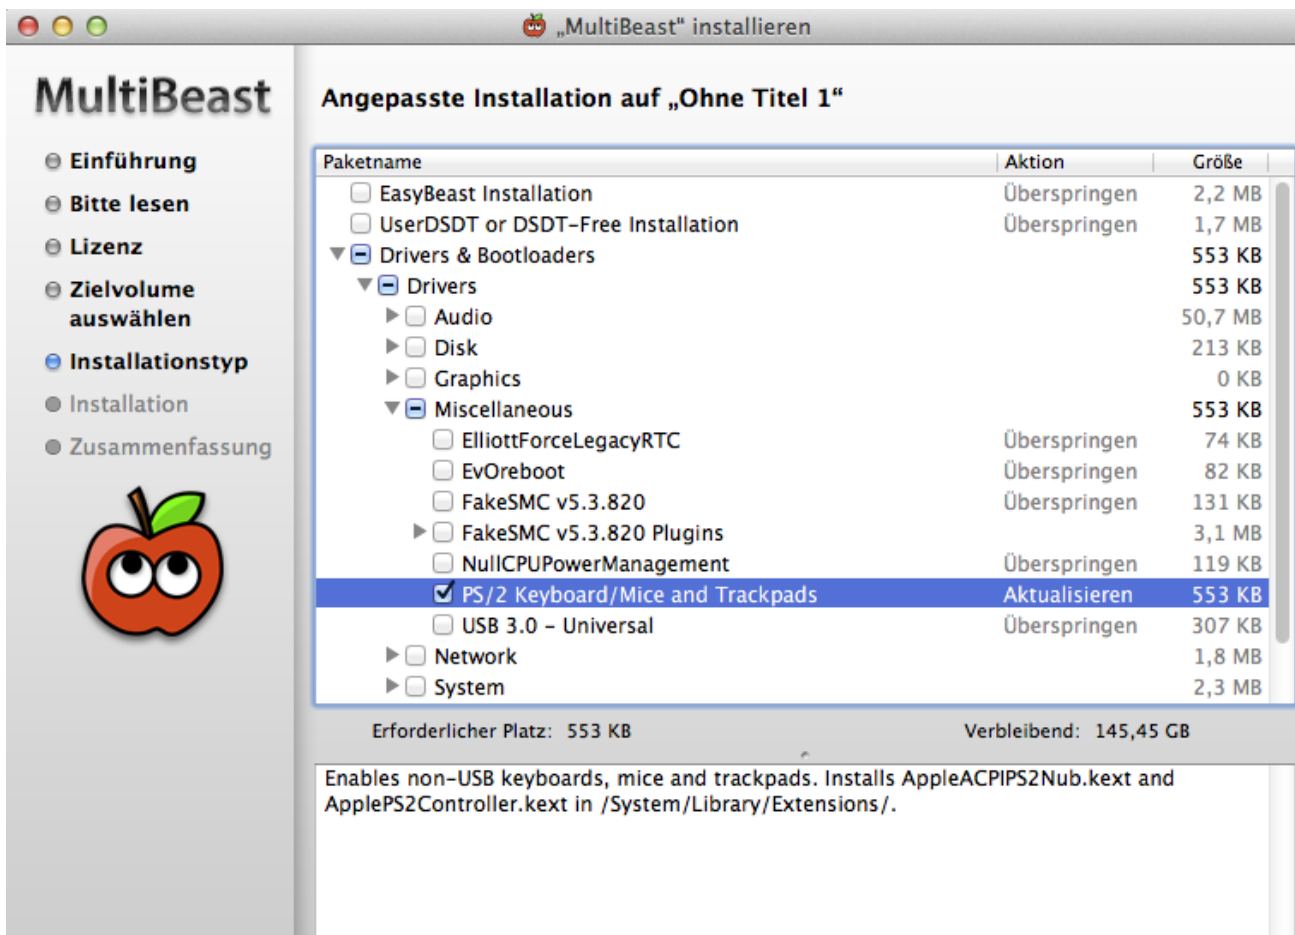 „MultiBeast“ installieren
MultiBeast
Angepasste Installation auf „Ohne Titel 1“
Einführung
Bitte lesen
Lizenz
Zielvolume
auswählen
Installationstyp
Installation
Zusammenfassung
Paketname Aktion Größe
EasyBeast Installation Überspringen 2,2 MB
UserDSDT or DSDT-Free Installation Überspringen 1,7 MB
Drivers & Bootloaders 553 KB
Drivers 553 KB
Audio 50,7 MB
Disk 213 KB
Graphics 0 KB
Miscellaneous 553 KB
ElliottForceLegacyRTC Überspringen 74 KB
EvOreboot Überspringen 82 KB
FakeSMC v5.3.820 Überspringen 131 KB
FakeSMC v5.3.820 Plugins 3,1 MB
NullCPUPowerManagement Überspringen 119 KB
PS/2 Keyboard/Mice and Trackpads Aktualisieren 553 KB
USB 3.0 - Universal Überspringen 307 KB
Network 1,8 MB
System 2,3 MB
Erforderlicher Platz: 553 KB Verbleibend: 145,45 GB
Enables non-USB keyboards, mice and trackpads. Installs AppleACPIPS2Nub.kext and
ApplePS2Controller.kext in /System/Library/Extensions/.